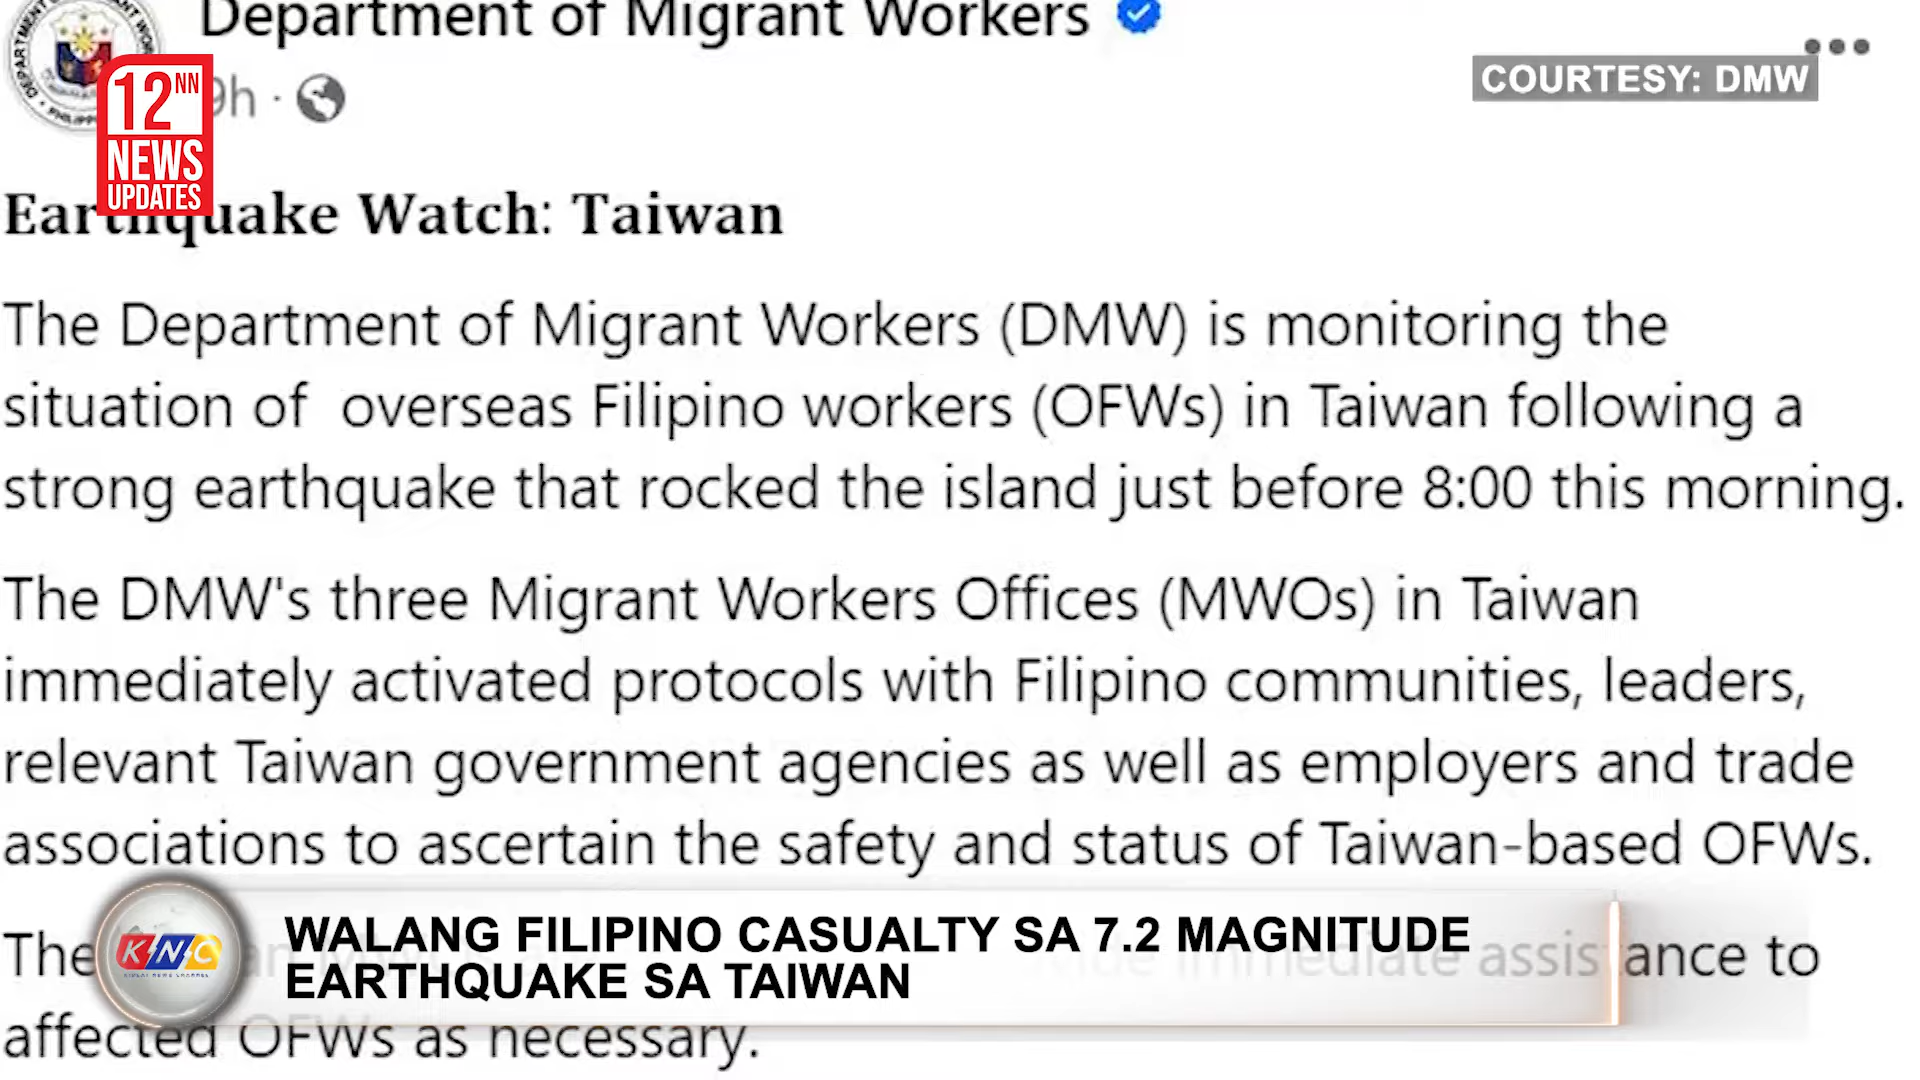 Department of Migrant Workers
COURTESY: DMW
9h ·
12NN
NEWS
UPDATES
Earthquake Watch: Taiwan
The Department of Migrant Workers (DMW) is monitoring the
situation of overseas Filipino workers (OFWs) in Taiwan following a
strong earthquake that rocked the island just before 8:00 this morning.
The DMW's three Migrant Workers Offices (MWOs) in Taiwan
immediately activated protocols with Filipino communities, leaders,
relevant Taiwan government agencies as well as employers and trade
associations to ascertain the safety and status of Taiwan-based OFWs.
The immediate assistance to
affected OFWs as necessary.
KNC
WALANG FILIPINO CASUALTY SA 7.2 MAGNITUDE
EARTHQUAKE SA TAIWAN